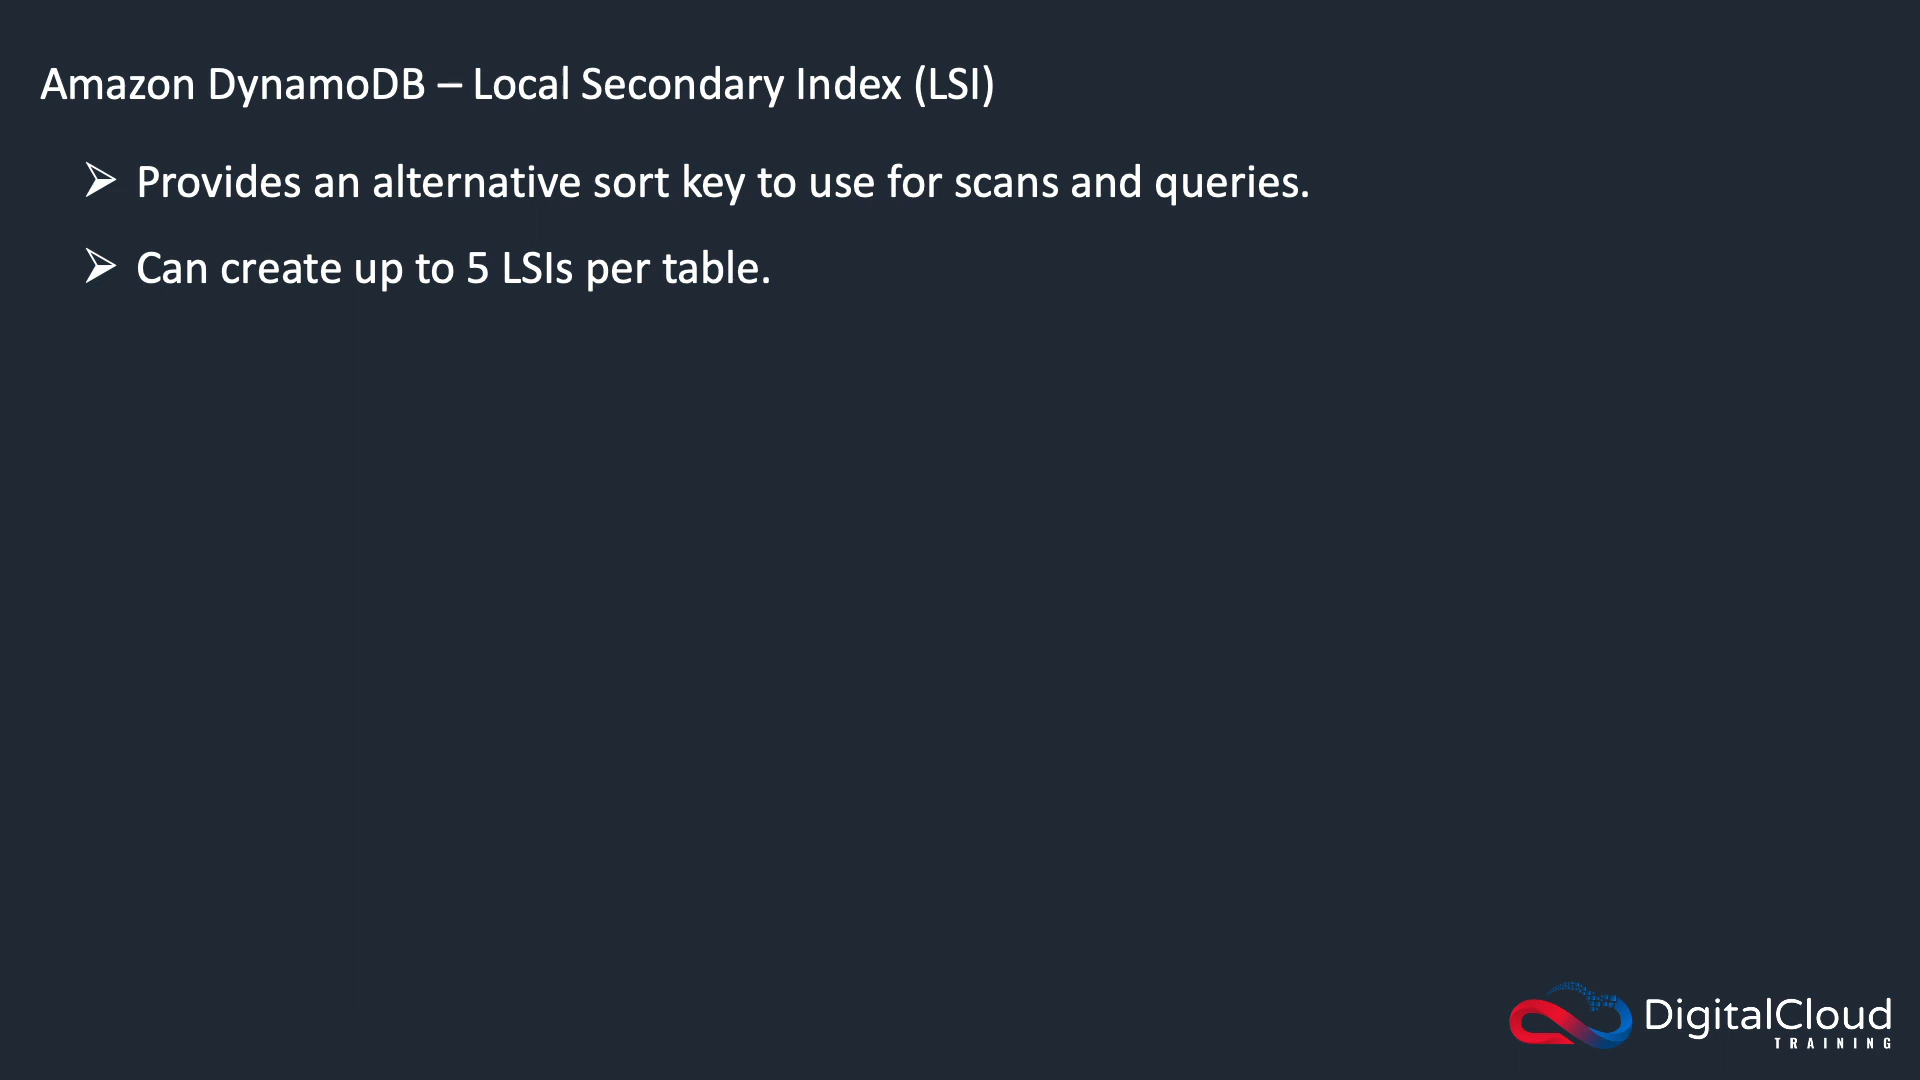 Amazon DynamoDB – Local Secondary Index (LSI)
➢ Provides an alternative sort key to use for scans and queries.
➢ Can create up to 5 LSIs per table.
DigitalCloud
TRAINING